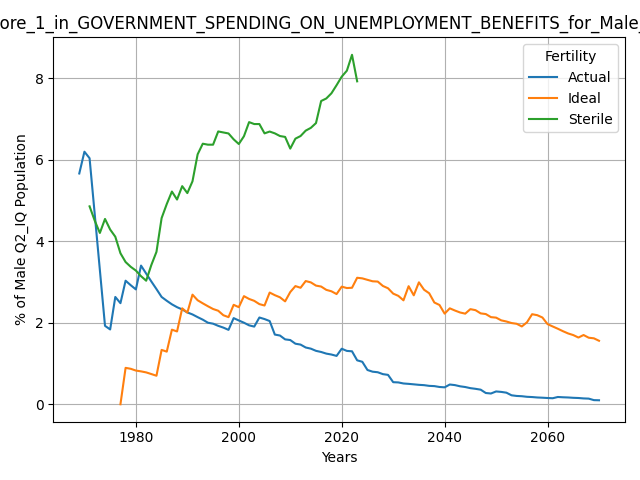 ore_1_in_GOVERNMENT_SPENDING_ON_UNEMPLOYMENT_BENEFITS_for_Male_
Fertility
Actual
Ideal
Sterile
% of Male Q2_IQ Population
8
6
4
2
0
1980 2000 2020 2040 2060
Years